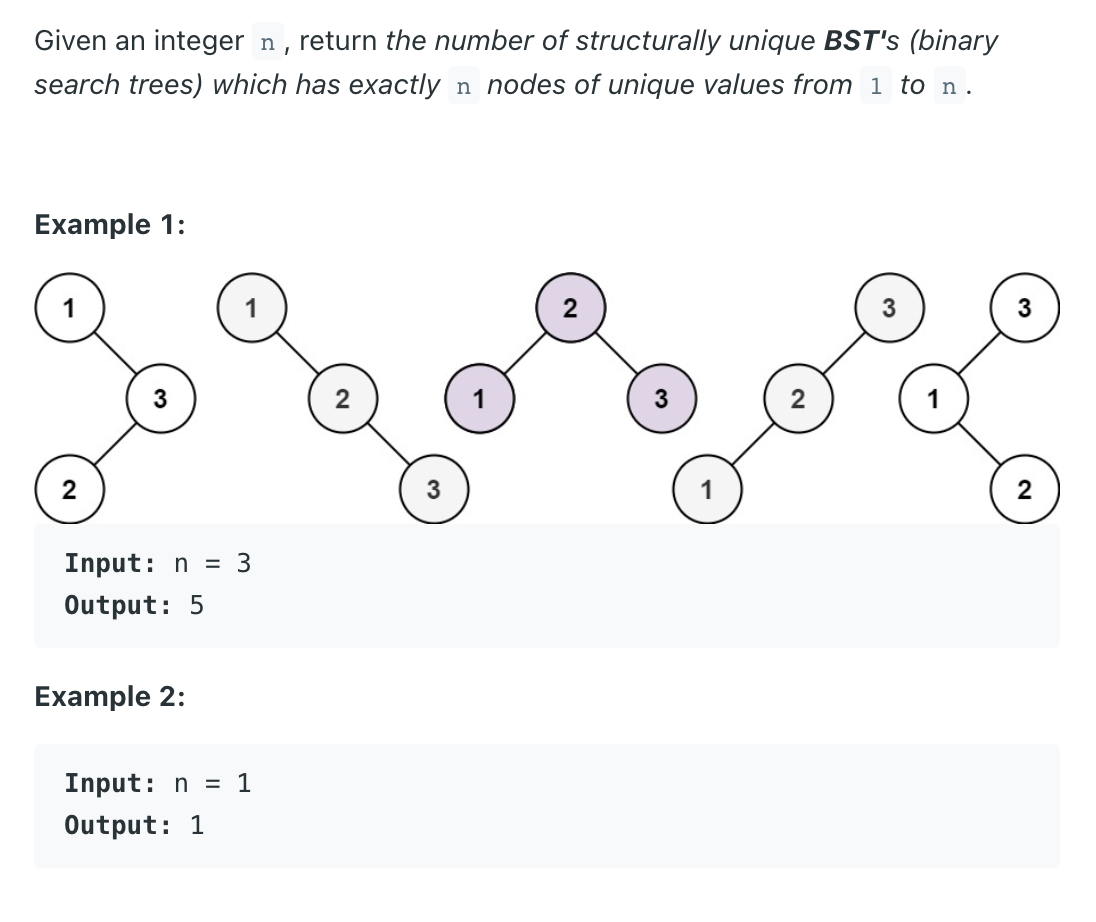 Given an integer n, return the number of structurally unique BST's (binary
search trees) which has exactly n nodes of unique values from 1 to n.
Example 1:
1 1 2 3 3
3 2 1 3 2 1
2 3 1 2
Input: n = 3
Output: 5
Example 2:
Input: n = 1
Output: 1